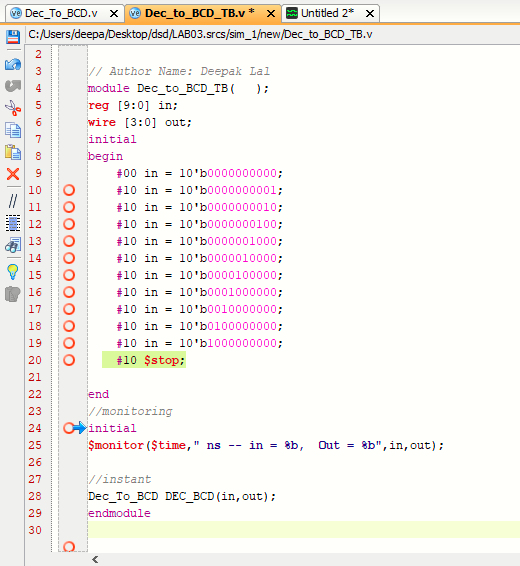 Dec_To_BCD.v × Dec_to_BCD_TB.v * × Untitled 2* ×
C:/Users/deepa/Desktop/dsd/LAB03.srcs/sim_1/new/Dec_to_BCD_TB.v
2
3 // Author Name: Deepak Lal
4 module Dec_to_BCD_TB(   );
5 reg [9:0] in;
6 wire [3:0] out;
7 initial
8 begin
9     #00 in = 10'b0000000000;
10     #10 in = 10'b0000000001;
11     #10 in = 10'b0000000010;
12     #10 in = 10'b0000000100;
13     #10 in = 10'b0000001000;
14     #10 in = 10'b0000010000;
15     #10 in = 10'b0000100000;
16     #10 in = 10'b0001000000;
17     #10 in = 10'b0010000000;
18     #10 in = 10'b0100000000;
19     #10 in = 10'b1000000000;
20     #10 $stop;
21
22 end
23 //monitoring
24 initial
25 $monitor($time," ns -- in = %b,  Out = %b",in,out);
26
27 //instant
28 Dec_To_BCD DEC_BCD(in,out);
29 endmodule
30